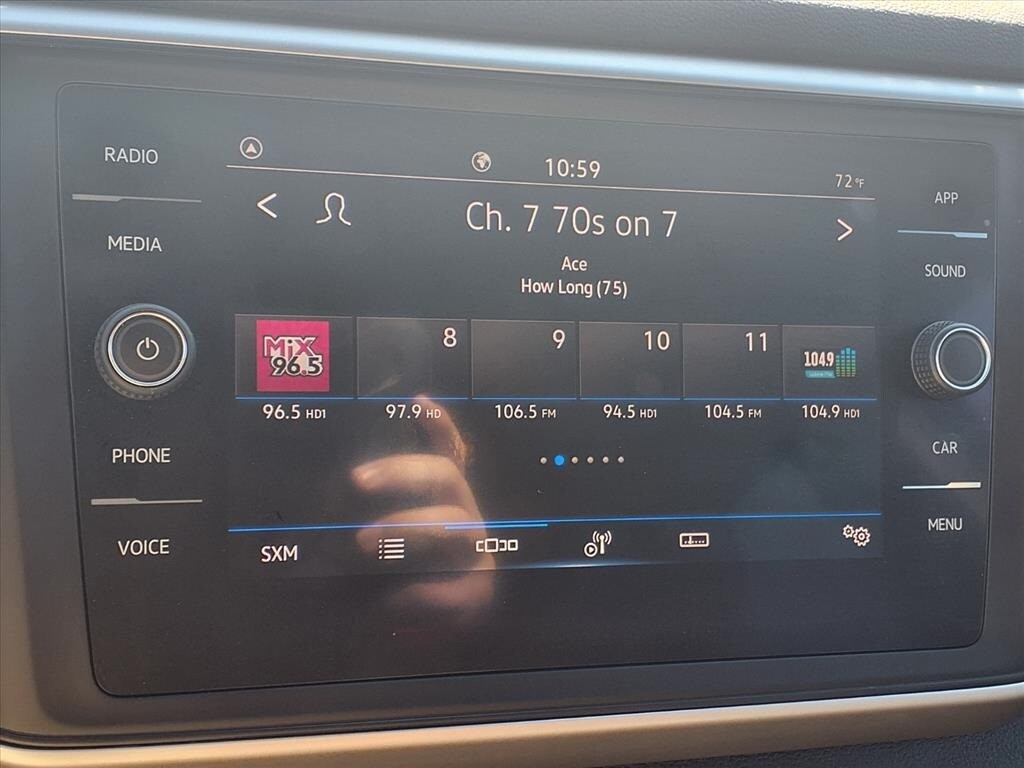 RADIO
MEDIA
PHONE
VOICE
10:59
72°F
Ch. 7 70s on 7
Ace
How Long (75)
MiX
96.5
8
9
10
11
104.9
96.5 HD1
97.9 HD
106.5 FM
94.5 HD1
104.5 FM
104.9 HD1
SXM
APP
SOUND
CAR
MENU